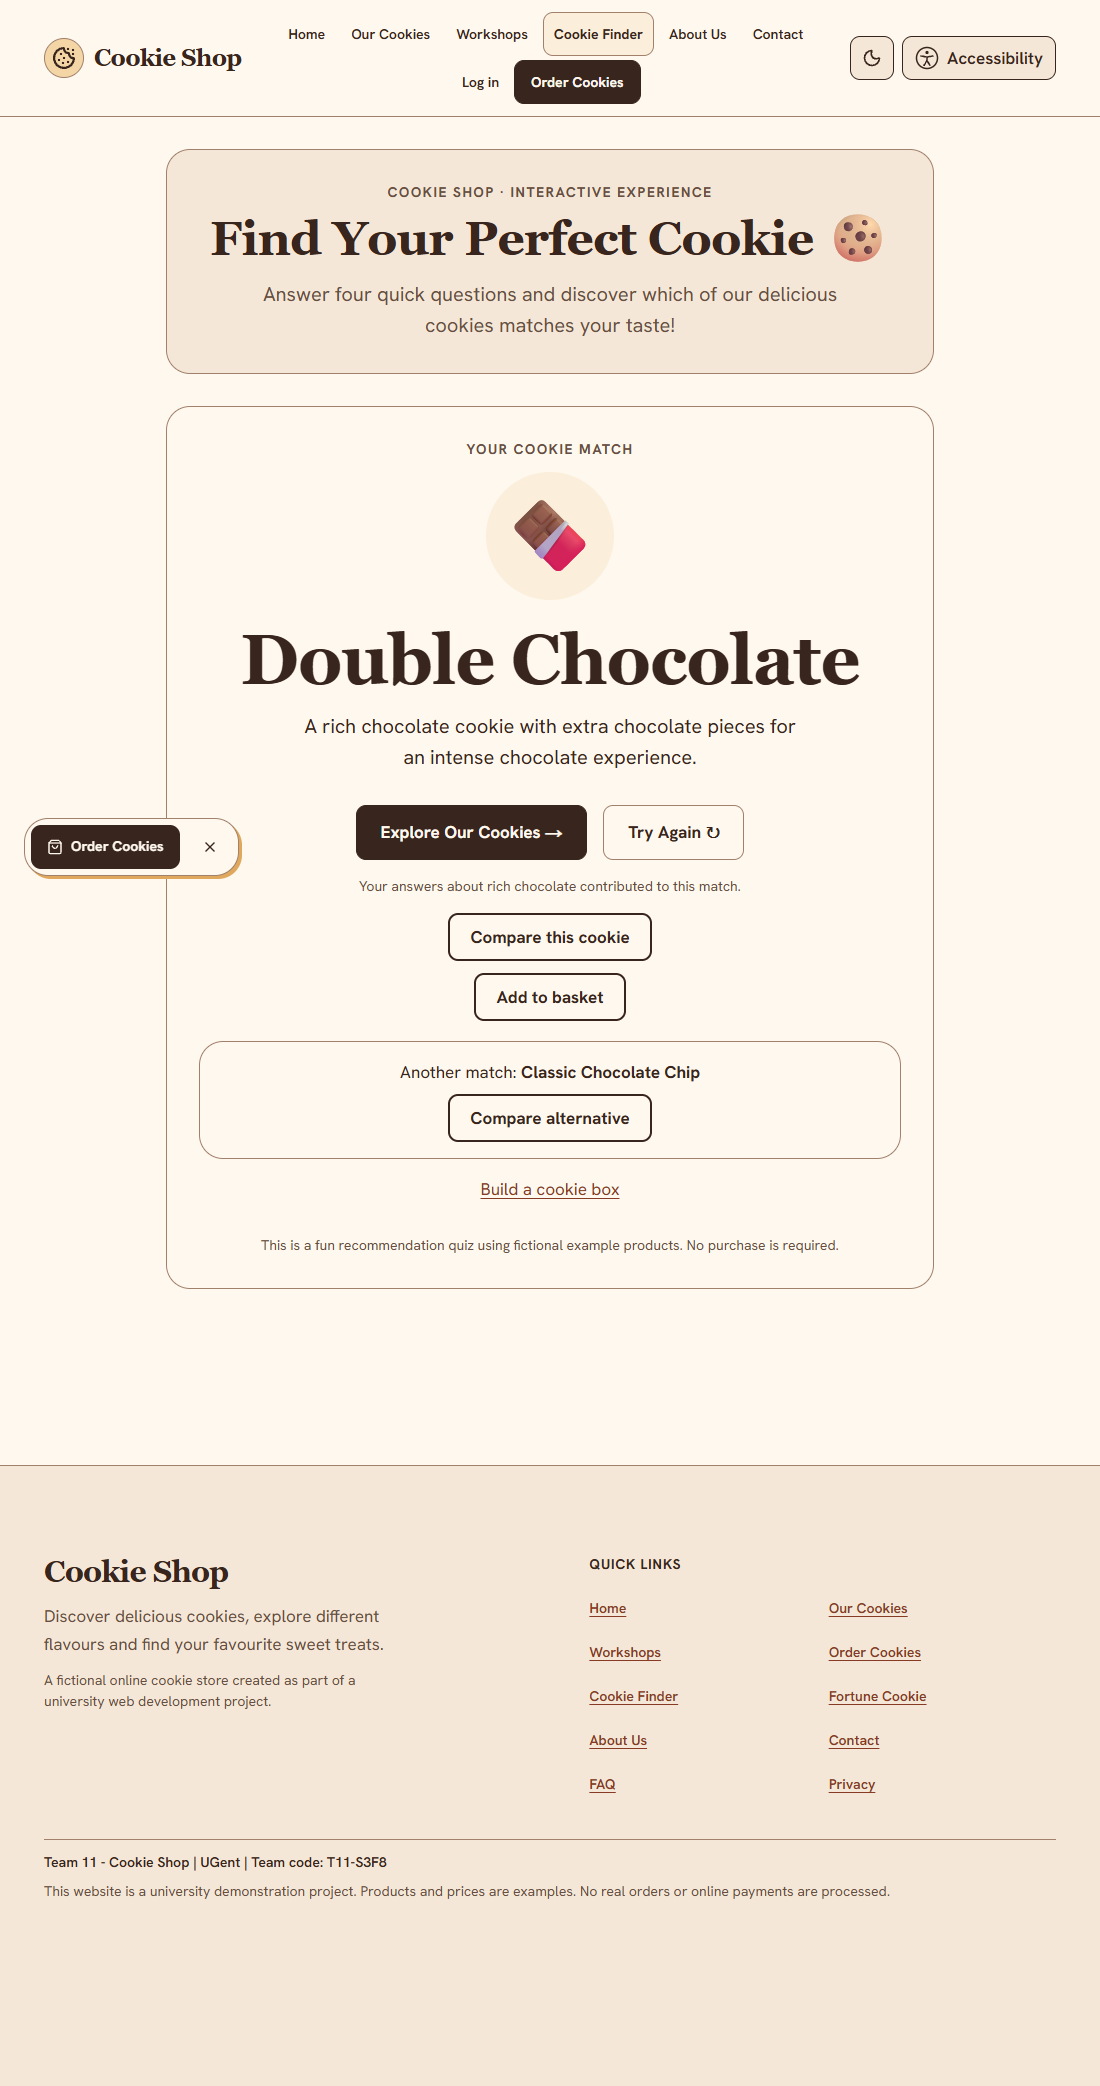 Cookie Shop
Home
Our Cookies
Workshops
Cookie Finder
About Us
Contact
Log in
Order Cookies
Accessibility
COOKIE SHOP · INTERACTIVE EXPERIENCE
Find Your Perfect Cookie
Answer four quick questions and discover which of our delicious
cookies matches your taste!
YOUR COOKIE MATCH
Double Chocolate
A rich chocolate cookie with extra chocolate pieces for
an intense chocolate experience.
Explore Our Cookies →
Try Again ↻
Order Cookies ×
Your answers about rich chocolate contributed to this match.
Compare this cookie
Add to basket
Another match: Classic Chocolate Chip
Compare alternative
Build a cookie box
This is a fun recommendation quiz using fictional example products. No purchase is required.
Cookie Shop
Discover delicious cookies, explore different
flavours and find your favourite sweet treats.
A fictional online cookie store created as part of a
university web development project.
QUICK LINKS
Home
Our Cookies
Workshops
Order Cookies
Cookie Finder
Fortune Cookie
About Us
Contact
FAQ
Privacy
Team 11 - Cookie Shop | UGent | Team code: T11-S3F8
This website is a university demonstration project. Products and prices are examples. No real orders or online payments are processed.